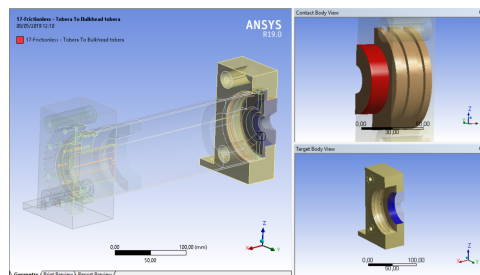 17-Frictionless - Tobera To Bulkhead tobera
06/05/2019 12:12
17-Frictionless - Tobera To Bulkhead tobera
ANSYS
R19.0
Z
X
Y
0,00
100,00 (mm)
50,00
Geometry
Print Preview
Report Preview
Contact Body View
0,00
60,00
30,00
Z
Target Body View
0,00
100,00
50,00
Z
Y